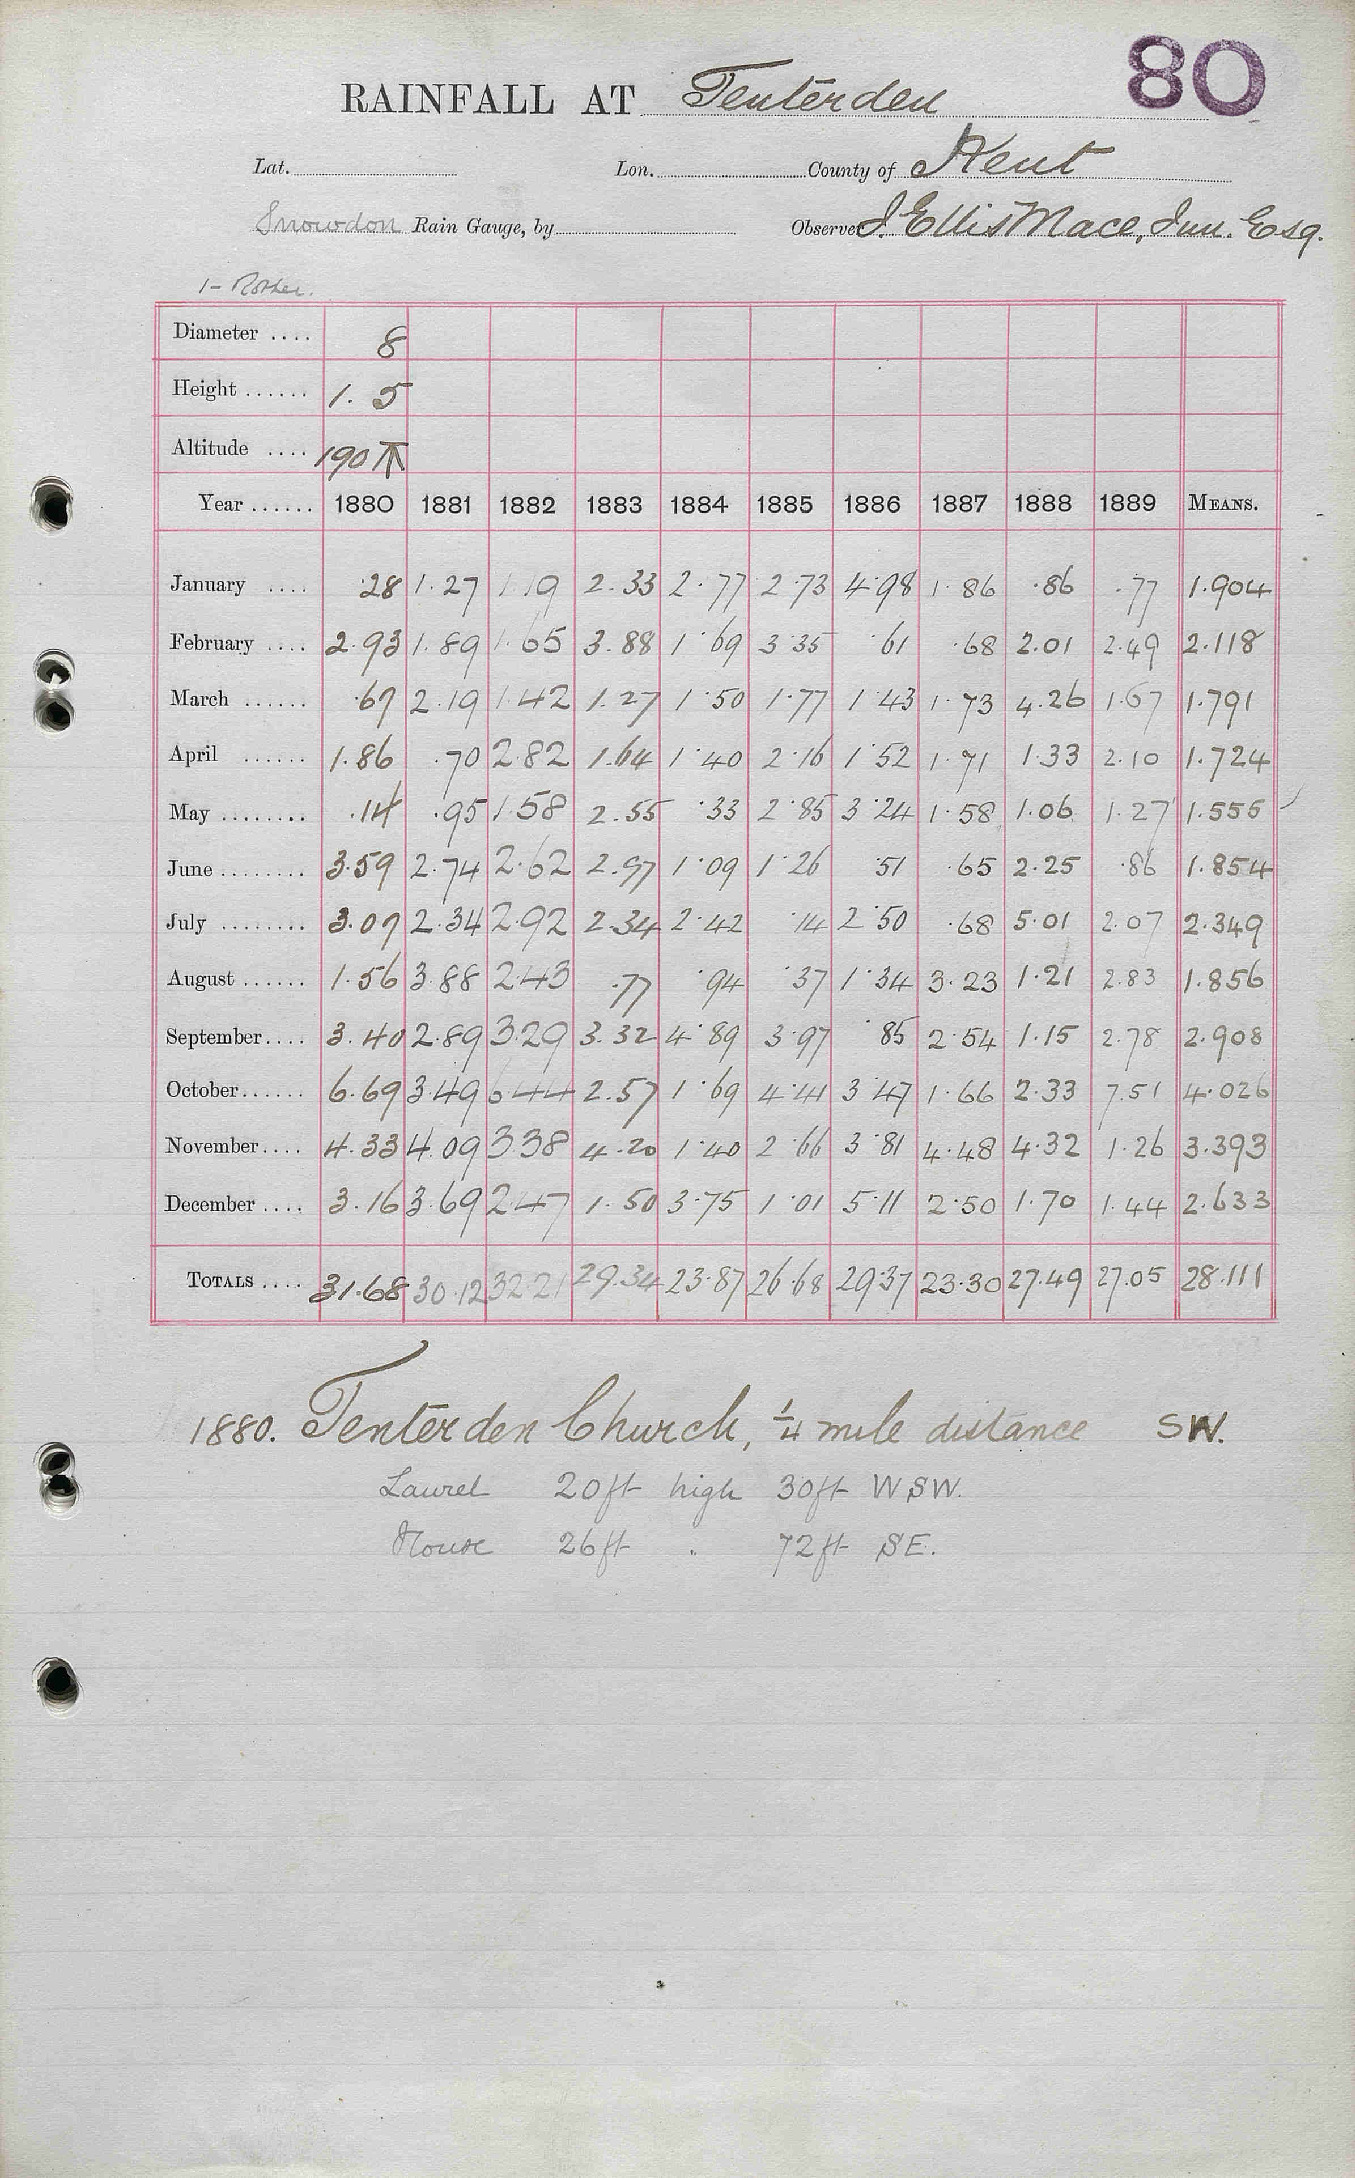 80
RAINFALL AT Tenterden
Lat. Lon. County of Kent
Snowdon Rain Gauge, by Observer J. Ellis Mace, Jun. Esq.
1 - Rother.
Diameter .... 8
Height ...... 1. 5
Altitude .... 190
Year ...... 1880 1881 1882 1883 1884 1885 1886 1887 1888 1889 MEANS.
January .... .28 1.27 1.19 2.33 2.77 2.73 4.98 1.86 .86 .77 1.904
February .... 2.93 1.89 1.65 3.88 1.69 3.35 .61 .68 2.01 2.49 2.118
March ...... .67 2.19 1.42 1.27 1.50 1.77 1.43 1.73 4.26 1.67 1.791
April ...... 1.86 .70 2.82 1.64 1.40 2.16 1.52 1.71 1.33 2.10 1.724
May ........ .14 .95 1.58 2.55 .33 2.85 3.24 1.58 1.06 1.27 1.555
June ........ 3.59 2.74 2.62 2.97 1.09 1.26 .51 .65 2.25 .86 1.854
July ........ 3.07 2.34 2.92 2.34 2.42 .14 2.50 .68 5.01 2.07 2.349
August ...... 1.56 3.88 2.43 .77 .94 .37 1.34 3.23 1.21 2.83 1.856
September.... 3.40 2.89 3.29 3.32 4.89 3.97 .85 2.54 1.15 2.78 2.908
October...... 6.69 3.49 6.44 2.57 1.69 4.41 3.47 1.66 2.33 7.51 4.026
November.... 4.33 4.09 3.38 4.20 1.40 2.66 3.81 4.48 4.32 1.26 3.393
December .... 3.16 3.69 2.47 1.50 3.75 1.01 5.11 2.50 1.70 1.44 2.633
TOTALS .... 31.68 30.12 32.21 29.34 23.87 26.68 29.37 23.30 27.49 27.05 28.111
1880. Tenterden Church, 1/4 mile distance SW.
Laurel 20ft high 30ft WSW.
House 26ft " 72ft SE.